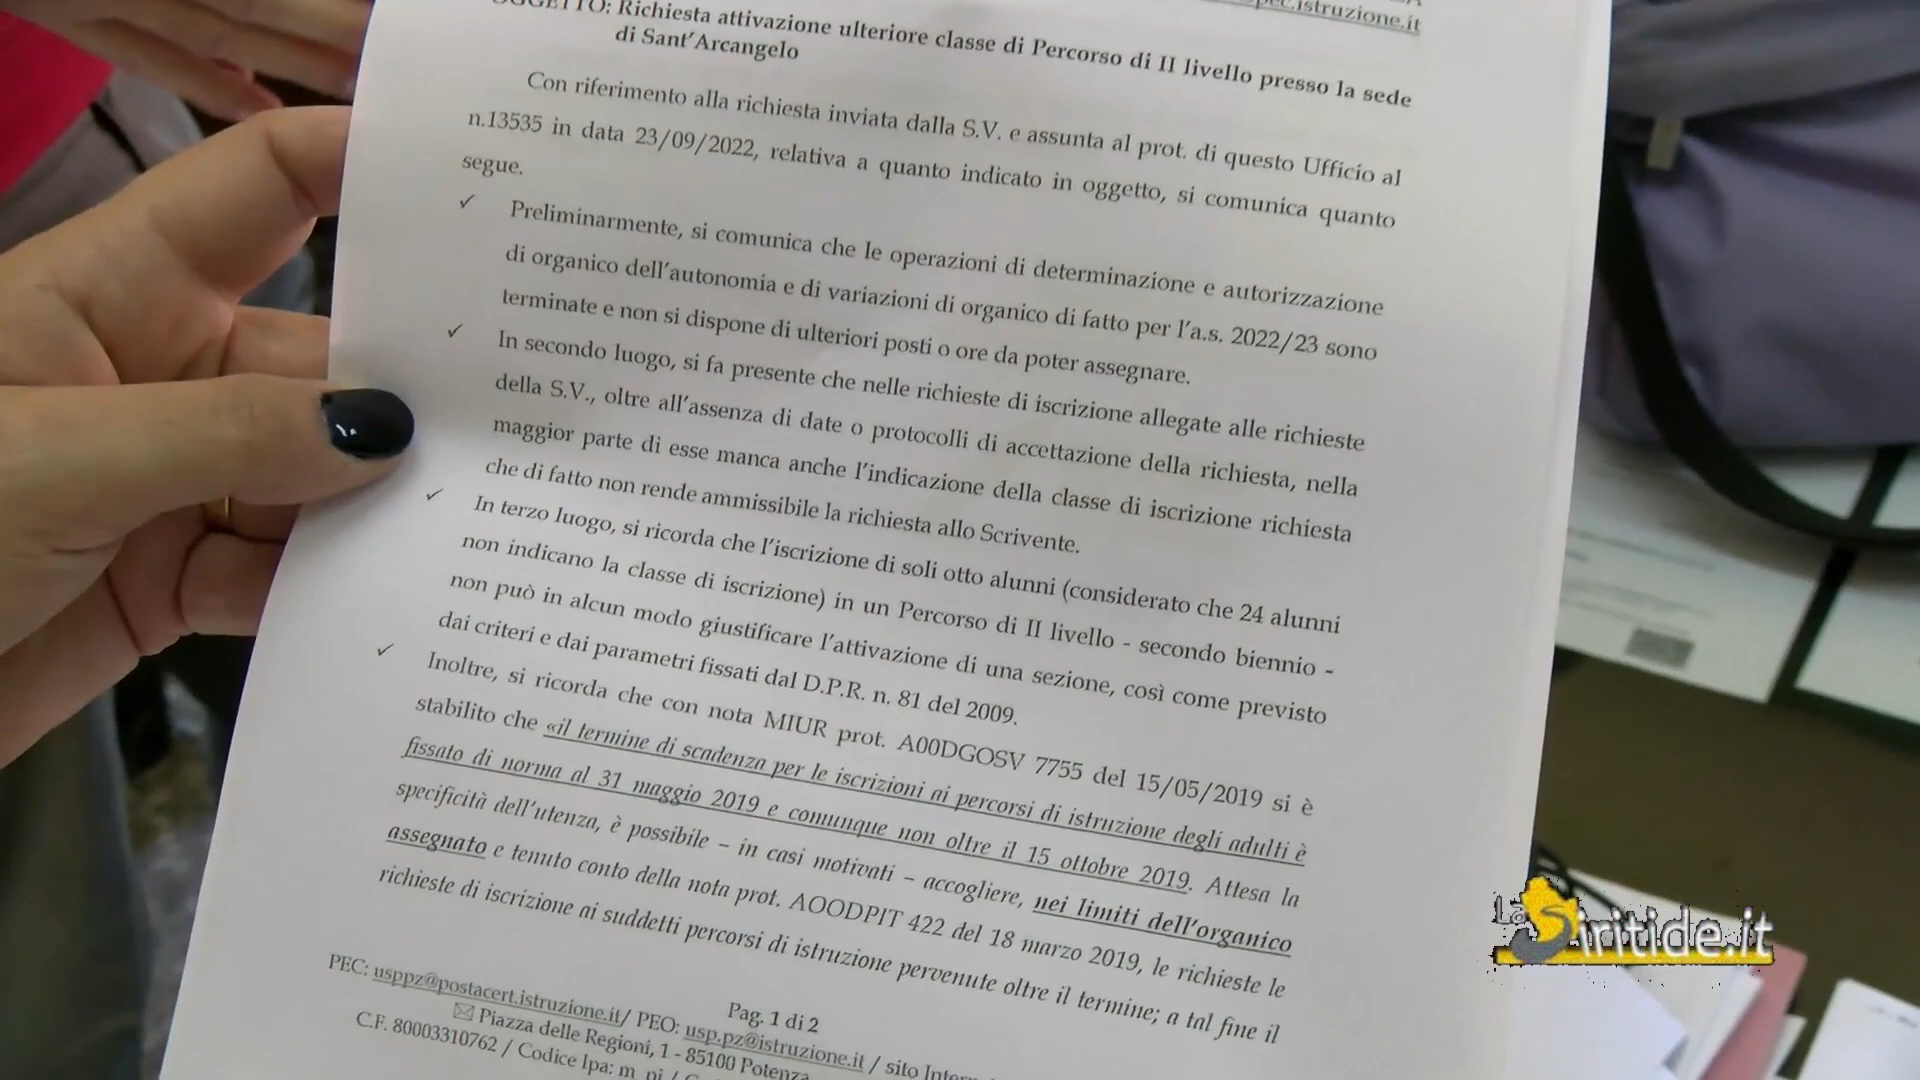 pec.istruzione.it
OGGETTO: Richiesta attivazione ulteriore classe di Percorso di II livello presso la sede
di Sant'Arcangelo
Con riferimento alla richiesta inviata dalla S.V. e assunta al prot. di questo Ufficio al
n.13535 in data 23/09/2022, relativa a quanto indicato in oggetto, si comunica quanto
segue.
✓ Preliminarmente, si comunica che le operazioni di determinazione e autorizzazione
di organico dell'autonomia e di variazioni di organico di fatto per l'a.s. 2022/23 sono
terminate e non si dispone di ulteriori posti o ore da poter assegnare.
✓ In secondo luogo, si fa presente che nelle richieste di iscrizione allegate alle richieste
della S.V., oltre all'assenza di date o protocolli di accettazione della richiesta, nella
maggior parte di esse manca anche l'indicazione della classe di iscrizione richiesta
che di fatto non rende ammissibile la richiesta allo Scrivente.
✓ In terzo luogo, si ricorda che l'iscrizione di soli otto alunni (considerato che 24 alunni
non indicano la classe di iscrizione) in un Percorso di II livello - secondo biennio -
non può in alcun modo giustificare l'attivazione di una sezione, così come previsto
dai criteri e dai parametri fissati dal D.P.R. n. 81 del 2009.
✓ Inoltre, si ricorda che con nota MIUR prot. A00DGOSV 7755 del 15/05/2019 si è
stabilito che «il termine di scadenza per le iscrizioni ai percorsi di istruzione degli adulti è
fissato di norma al 31 maggio 2019 e comunque non oltre il 15 ottobre 2019. Attesa la
specificità dell'utenza, è possibile – in casi motivati – accogliere, nei limiti dell'organico
assegnato e tenuto conto della nota prot. AOODPIT 422 del 18 marzo 2019, le richieste le
richieste di iscrizione ai suddetti percorsi di istruzione pervenute oltre il termine; a tal fine il
Pag. 1 di 2
PEC: usppz@postacert.istruzione.it/ PEO: usp.pz@istruzione.it / sito Intern
Piazza delle Regioni, 1 - 85100 Potenza
C.F. 80003310762 / Codice Ipa: m_pi /
La Siritide.it